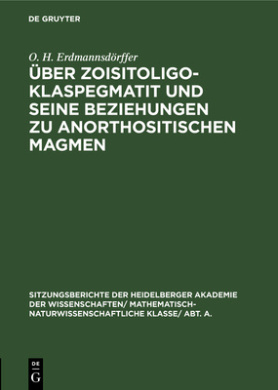 DE GRUYTER
O. H. Erdmannsdörffer
ÜBER ZOISITOLIGO-
KLASPEGMATIT UND
SEINE BEZIEHUNGEN
ZU ANORTHOSITISCHEN
MAGMEN
SITZUNGSBERICHTE DER HEIDELBERGER AKADEMIE
DER WISSENSCHAFTEN/ MATHEMATISCH-
NATURWISSENSCHAFTLICHE KLASSE/ ABT. A.
DE
G